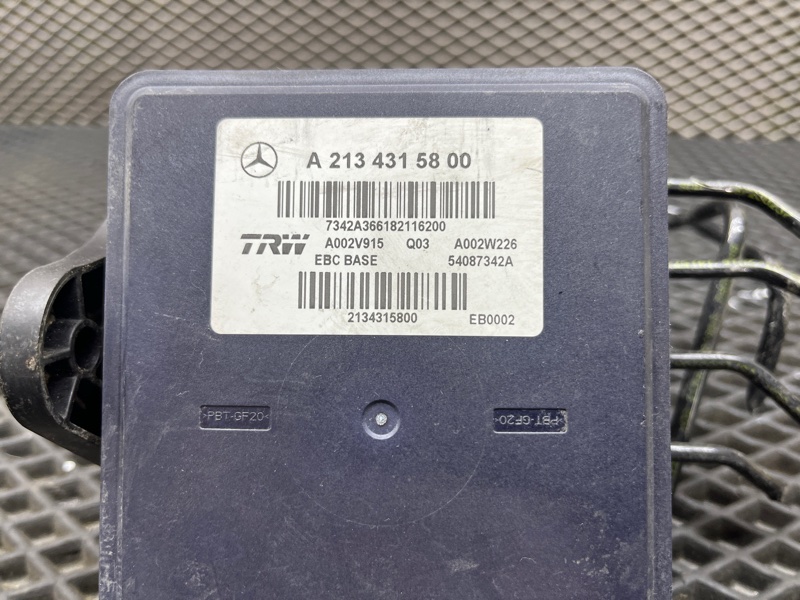 A 213 431 58 00
7342A366182116200
TRW A002V915 Q03 A002W226
EBC BASE 54087342A
2134315800 EB0002
>PBT-GF20< >PBT-GF20<